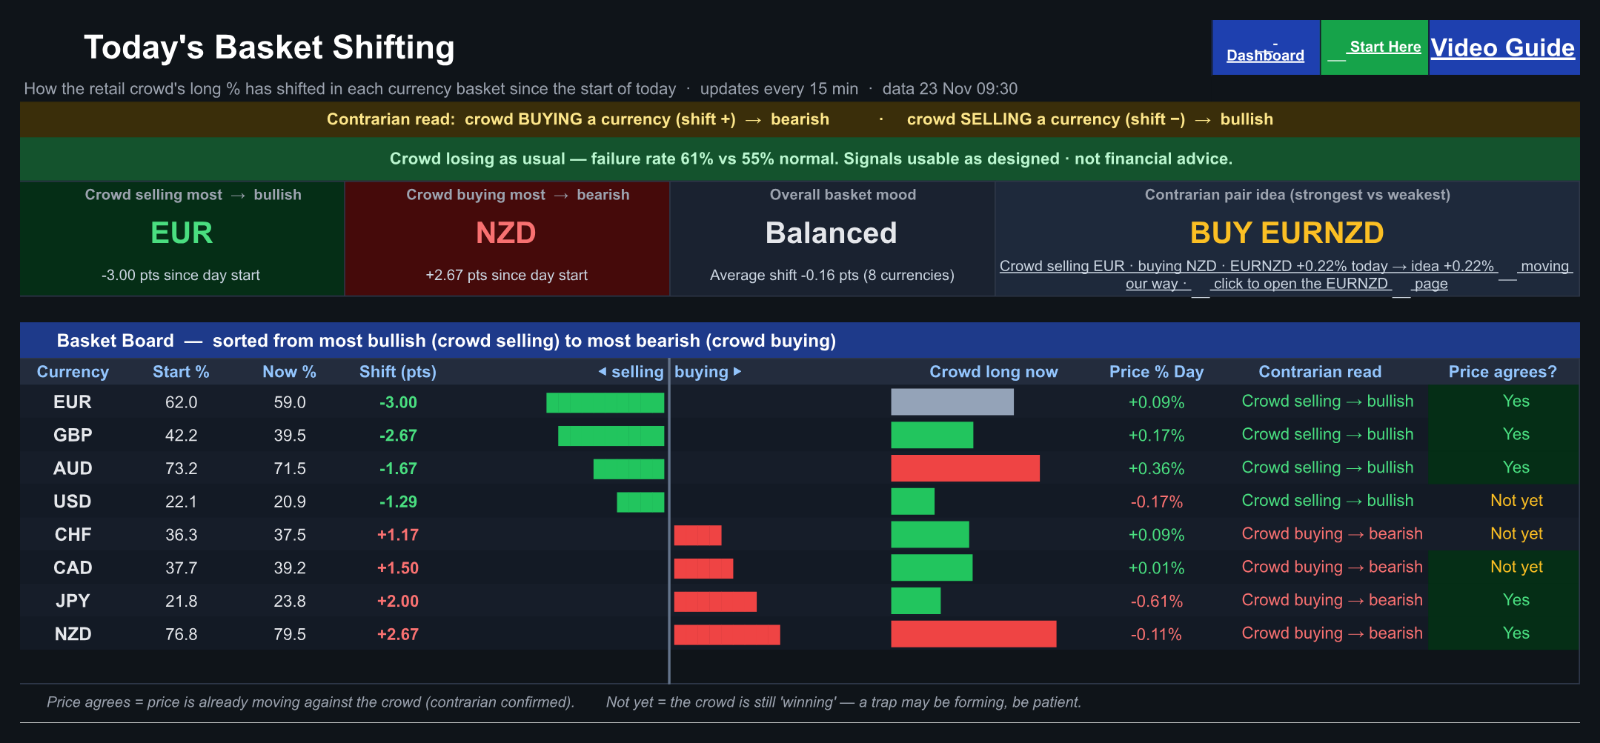 Today's Basket Shifting
Dashboard
Start Here
Video Guide
How the retail crowd's long % has shifted in each currency basket since the start of today · updates every 15 min · data 23 Nov 09:30
Contrarian read: crowd BUYING a currency (shift +) → bearish · crowd SELLING a currency (shift −) → bullish
Crowd losing as usual — failure rate 61% vs 55% normal. Signals usable as designed · not financial advice.
Crowd selling most → bullish
EUR
-3.00 pts since day start
Crowd buying most → bearish
NZD
+2.67 pts since day start
Overall basket mood
Balanced
Average shift -0.16 pts (8 currencies)
Contrarian pair idea (strongest vs weakest)
BUY EURNZD
Crowd selling EUR · buying NZD · EURNZD +0.22% today → idea +0.22% moving
our way · click to open the EURNZD page
Basket Board — sorted from most bullish (crowd selling) to most bearish (crowd buying)
Currency Start % Now % Shift (pts) ◀ selling buying ▶ Crowd long now Price % Day Contrarian read Price agrees?
EUR 62.0 59.0 -3.00 +0.09% Crowd selling → bullish Yes
GBP 42.2 39.5 -2.67 +0.17% Crowd selling → bullish Yes
AUD 73.2 71.5 -1.67 +0.36% Crowd selling → bullish Yes
USD 22.1 20.9 -1.29 -0.17% Crowd selling → bullish Not yet
CHF 36.3 37.5 +1.17 +0.09% Crowd buying → bearish Not yet
CAD 37.7 39.2 +1.50 +0.01% Crowd buying → bearish Not yet
JPY 21.8 23.8 +2.00 -0.61% Crowd buying → bearish Yes
NZD 76.8 79.5 +2.67 -0.11% Crowd buying → bearish Yes
Price agrees = price is already moving against the crowd (contrarian confirmed). Not yet = the crowd is still 'winning' — a trap may be forming, be patient.